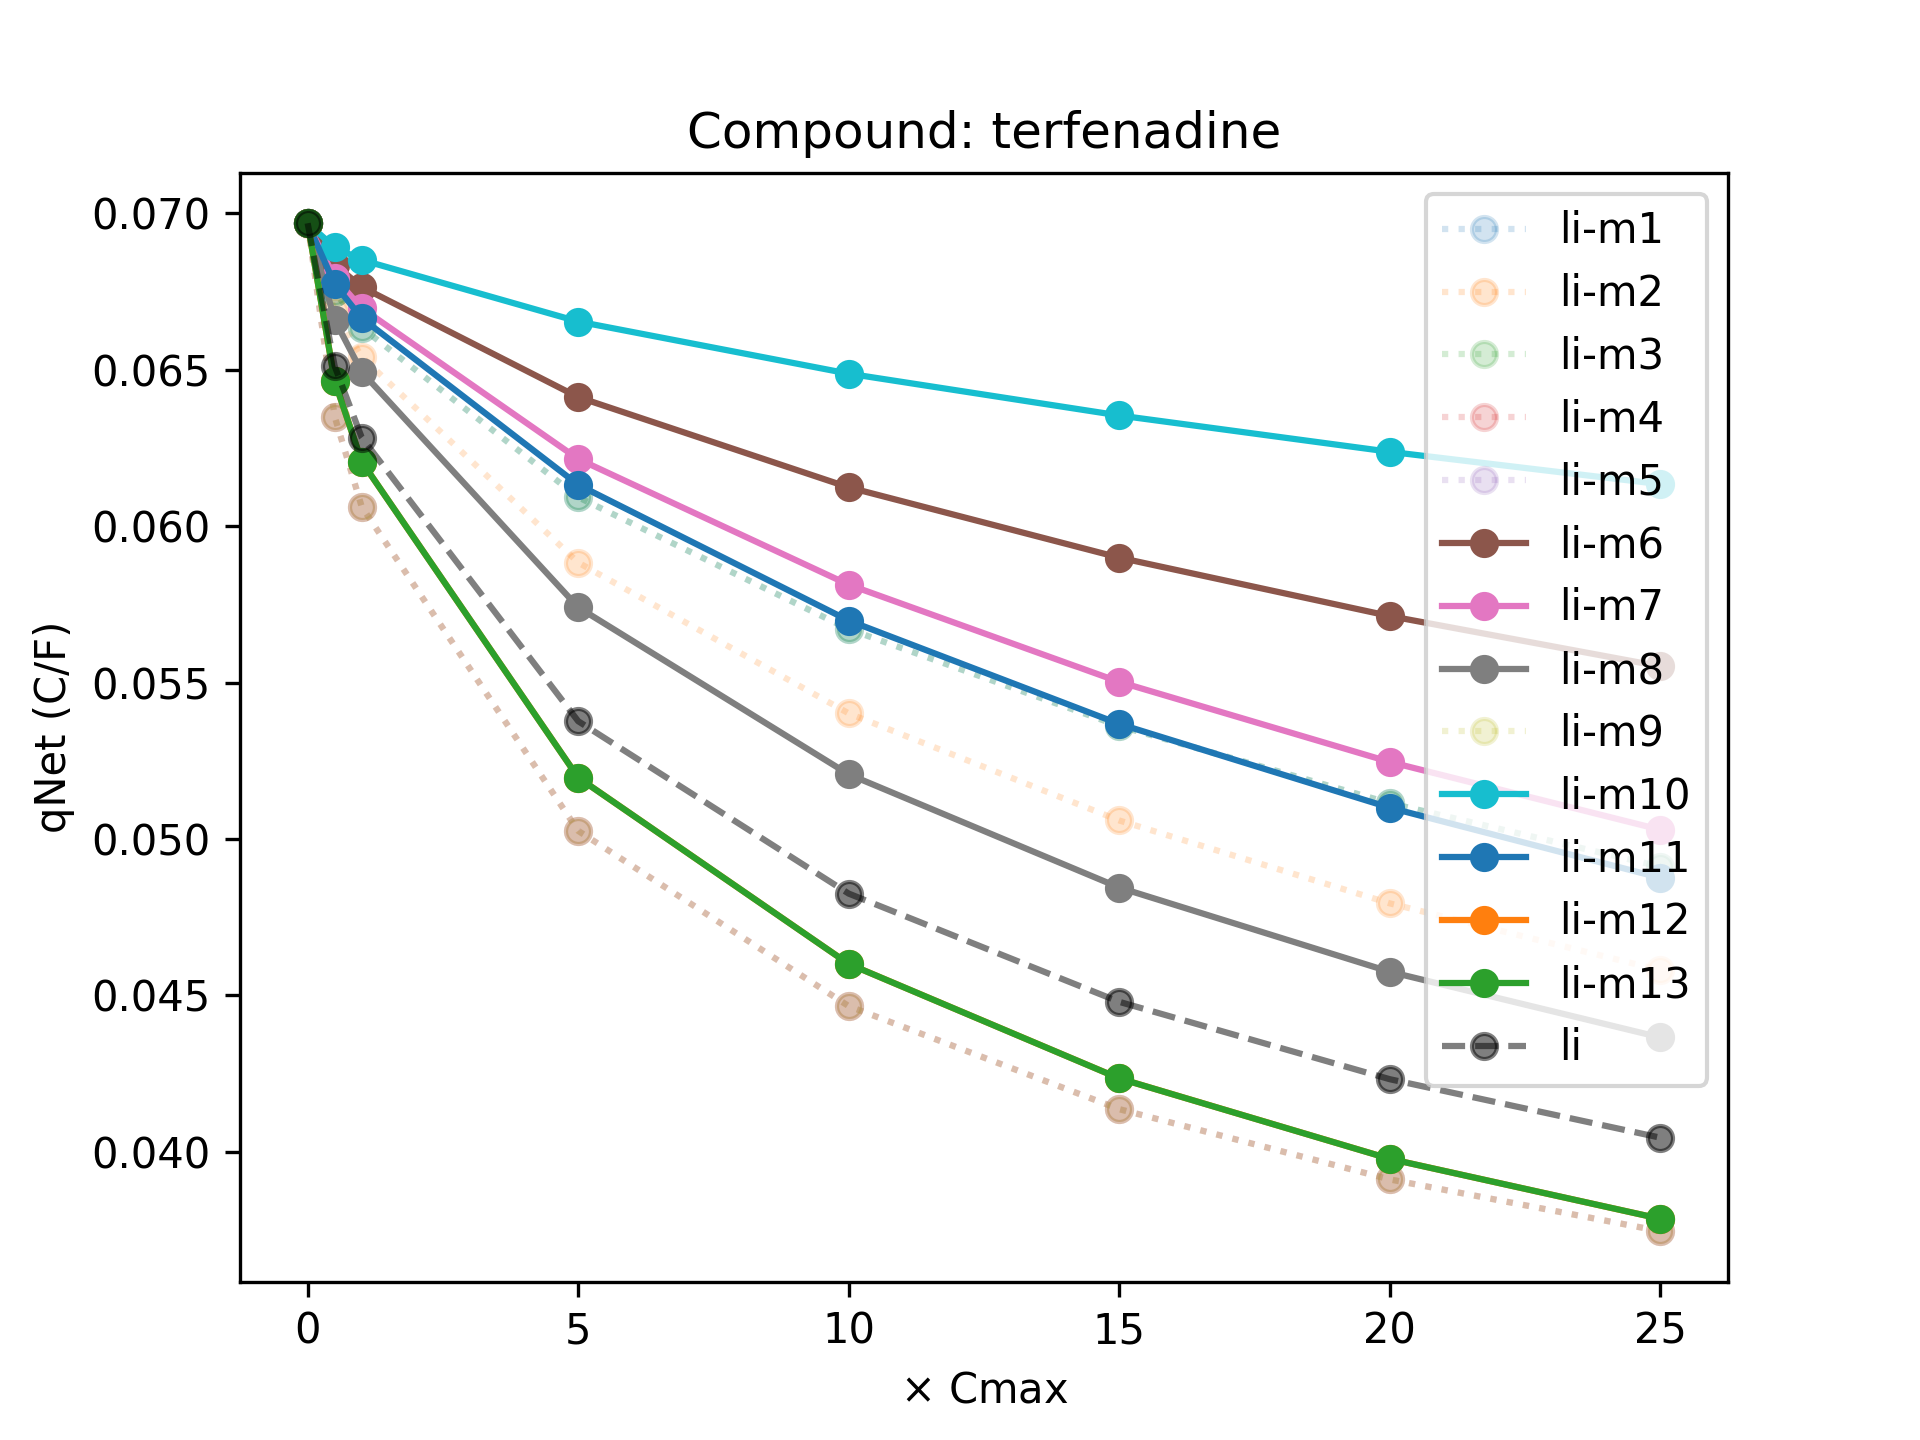 Compound: terfenadine
qNet (C/F)
0.070
0.065
0.060
0.055
0.050
0.045
0.040
li-m1
li-m2
li-m3
li-m4
li-m5
li-m6
li-m7
li-m8
li-m9
li-m10
li-m11
li-m12
li-m13
li
0 5 10 15 20 25
× Cmax